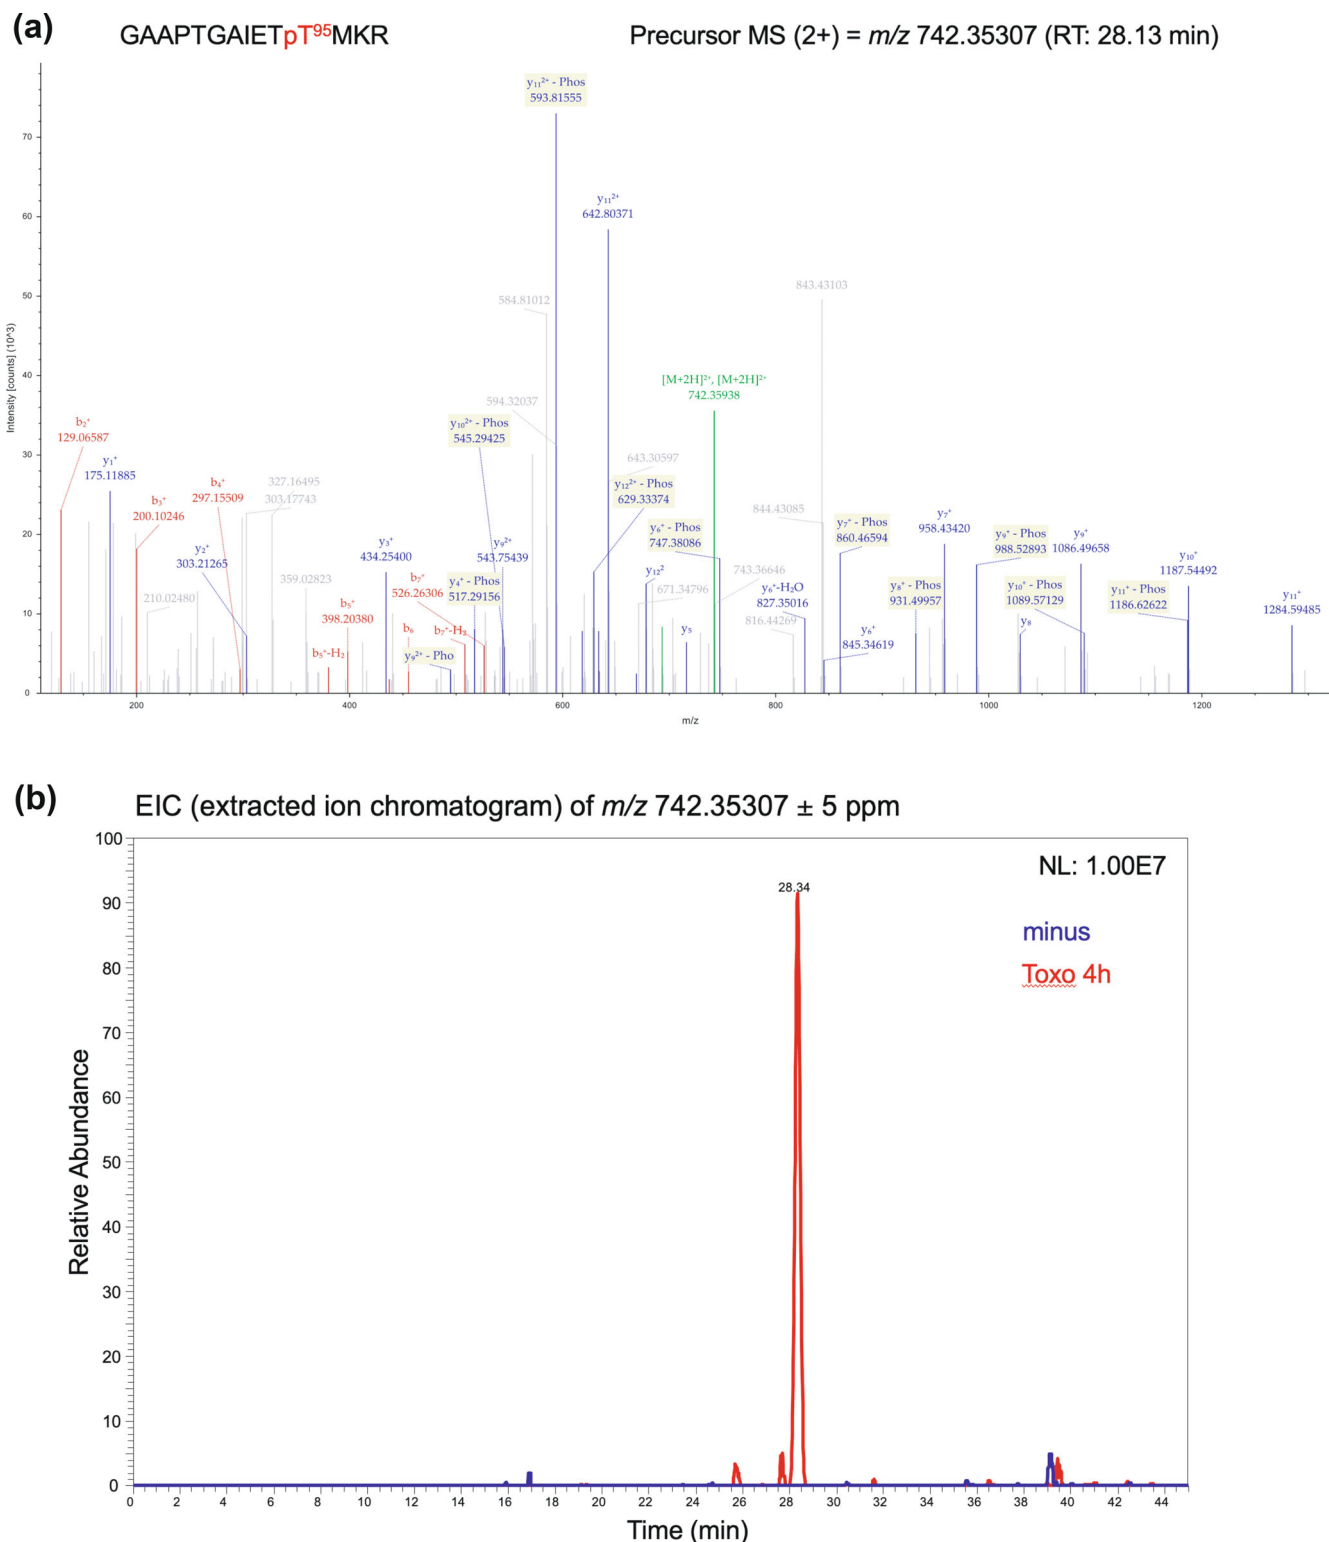 (a)
GAAPTGAIETpT⁹⁵MKR
Precursor MS (2+) = m/z 742.35307 (RT: 28.13 min)
y₁₁²⁺ - Phos
593.81555
y₁₁²⁺
642.80371
584.81012
843.43103
[M+2H]²⁺, [M+2H]²⁺
742.35938
594.32037
b₂⁺
129.06587
y₁₀²⁺ - Phos
545.29425
y₁⁺
175.11885
643.30597
b₃⁺
200.10246
b₄⁺
297.15509
327.16495
303.17743
y₁₂²⁺ - Phos
629.33374
844.43085
y₂⁺
303.21265
y₃⁺
434.25400
y₉²⁺
543.75439
y₆⁺ - Phos
747.38086
y₇⁺ - Phos
860.46594
y₇⁺
958.43420
y₉⁺ - Phos
988.52893
y₉⁺
1086.49658
y₁₀⁺
1187.54492
210.02480
359.02823
b₅⁺
398.20380
b₇⁺
526.26306
y₄⁺ - Phos
517.29156
y₁₂²
671.34796
743.36646
y₆⁺-H₂O
827.35016
816.44269
y₈⁺ - Phos
931.49957
y₁₀⁺ - Phos
1089.57129
y₁₁⁺ - Phos
1186.62622
y₁₁⁺
1284.59485
b₅⁺-H₂
b₆
b₇⁺-H₂
y₉²⁺ - Pho
y₅
y₆⁺
845.34619
y₈
Intensity [counts] (10^3)
70
60
50
40
30
20
10
0
200
400
600
800
1000
1200
m/z
(b)
EIC (extracted ion chromatogram) of m/z 742.35307 ± 5 ppm
NL: 1.00E7
minus
Toxo 4h
28.34
Relative Abundance
100
90
80
70
60
50
40
30
20
10
0
0 2 4 6 8 10 12 14 16 18 20 22 24 26 28 30 32 34 36 38 40 42 44
Time (min)